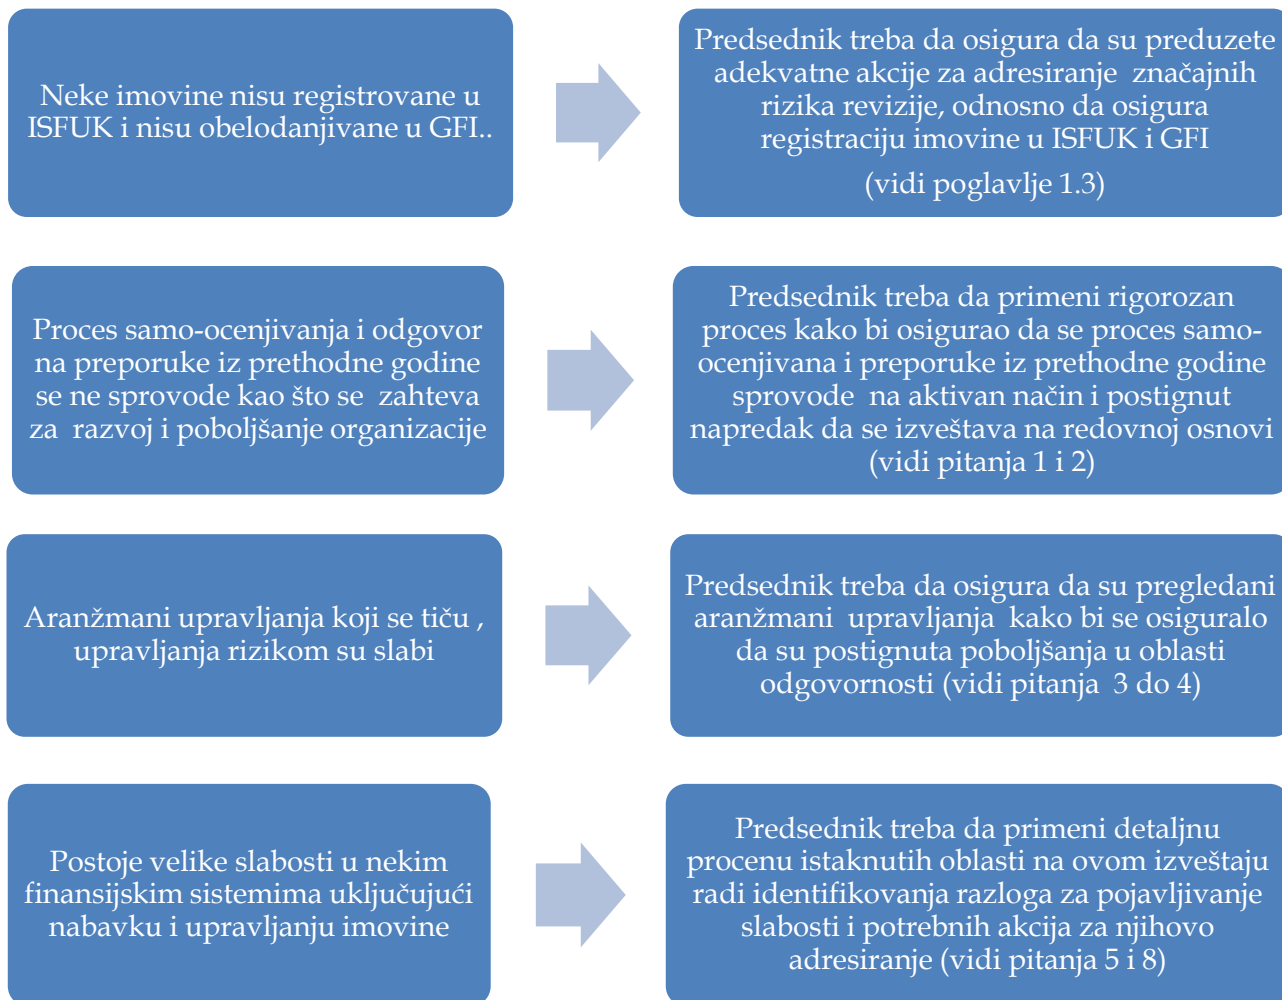 Neke imovine nisu registrovane u
ISFUK i nisu obelodanjivane u GFI..
Predsednik treba da osigura da su preduzete
adekvatne akcije za adresiranje značajnih
rizika revizije, odnosno da osigura
registraciju imovine u ISFUK i GFI
(vidi poglavlje 1.3)
Proces samo-ocenjivanja i odgovor
na preporuke iz prethodne godine
se ne sprovode kao što se zahteva
za razvoj i poboljšanje organizacije
Predsednik treba da primeni rigorozan
proces kako bi osigurao da se proces samo-
ocenjivana i preporuke iz prethodne godine
sprovode na aktivan način i postignut
napredak da se izveštava na redovnoj osnovi
(vidi pitanja 1 i 2)
Aranžmani upravljanja koji se tiču ,
upravljanja rizikom su slabi
Predsednik treba da osigura da su pregledani
aranžmani upravljanja kako bi se osiguralo
da su postignuta poboljšanja u oblasti
odgovornosti (vidi pitanja 3 do 4)
Postoje velike slabosti u nekim
finansijskim sistemima uključujući
nabavku i upravljanju imovine
Predsednik treba da primeni detaljnu
procenu istaknutih oblasti na ovom izveštaju
radi identifikovanja razloga za pojavljivanje
slabosti i potrebnih akcija za njihovo
adresiranje (vidi pitanja 5 i 8)